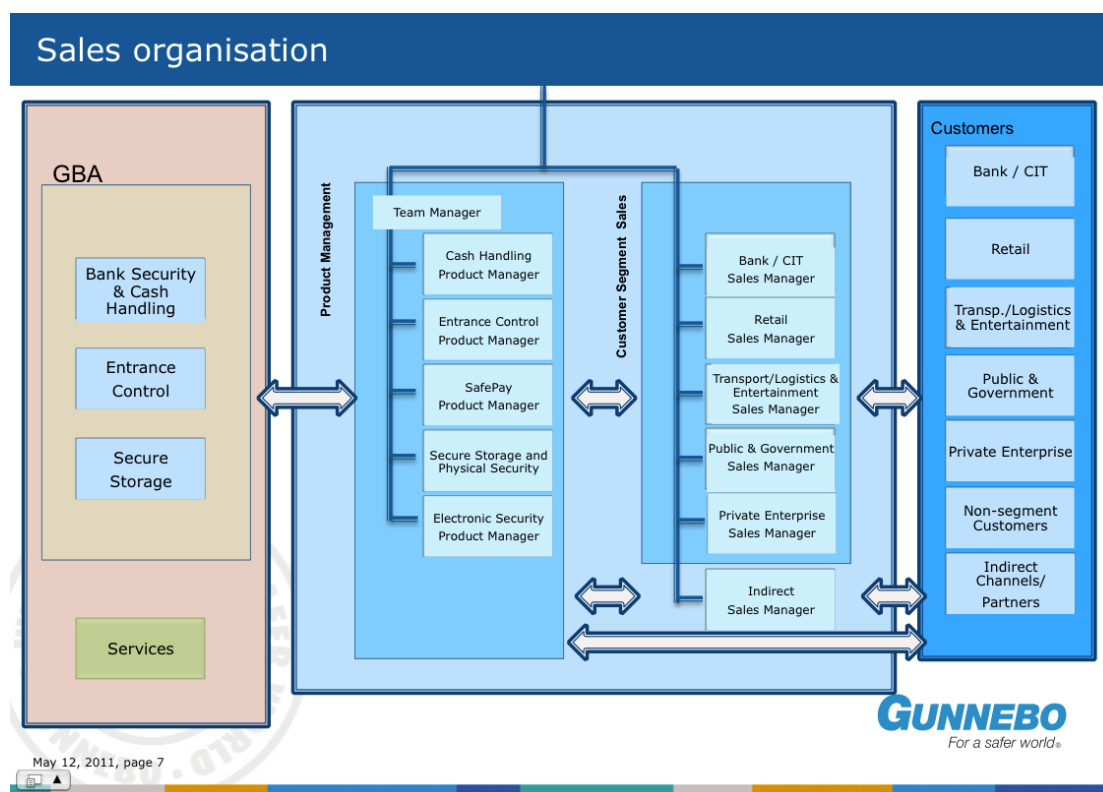 Sales organisation
GBA
Bank Security
& Cash
Handling
Entrance
Control
Secure
Storage
Services
Product Management
Team Manager
Cash Handling
Product Manager
Entrance Control
Product Manager
SafePay
Product Manager
Secure Storage and
Physical Security
Electronic Security
Product Manager
Customer Segment Sales
Bank / CIT
Sales Manager
Retail
Sales Manager
Transport/Logistics &
Entertainment
Sales Manager
Public & Government
Sales Manager
Private Enterprise
Sales Manager
Indirect
Sales Manager
Customers
Bank / CIT
Retail
Transp./Logistics
& Entertainment
Public &
Government
Private Enterprise
Non-segment
Customers
Indirect
Channels/
Partners
GUNNEBO
For a safer world®
May 12, 2011, page 7